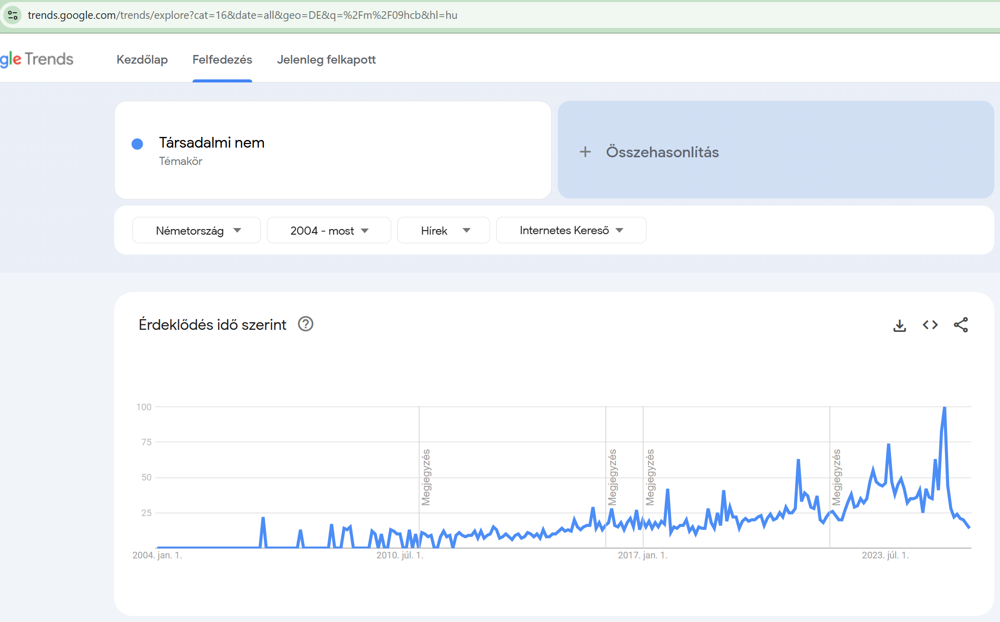 trends.google.com/trends/explore?cat=16&date=all&geo=DE&q=%2Fm%2F09hcb&hl=hu
gle Trends
Kezdőlap
Felfedezés
Jelenleg felkapott
Társadalmi nem
Témakör
+ Összehasonlítás
Németország
2004 - most
Hírek
Internetes Kereső
Érdeklődés idő szerint
?
100
75
50
25
Megjegyzés
Megjegyzés
Megjegyzés
Megjegyzés
2004. jan. 1.
2010. júl. 1.
2017. jan. 1.
2023. júl. 1.